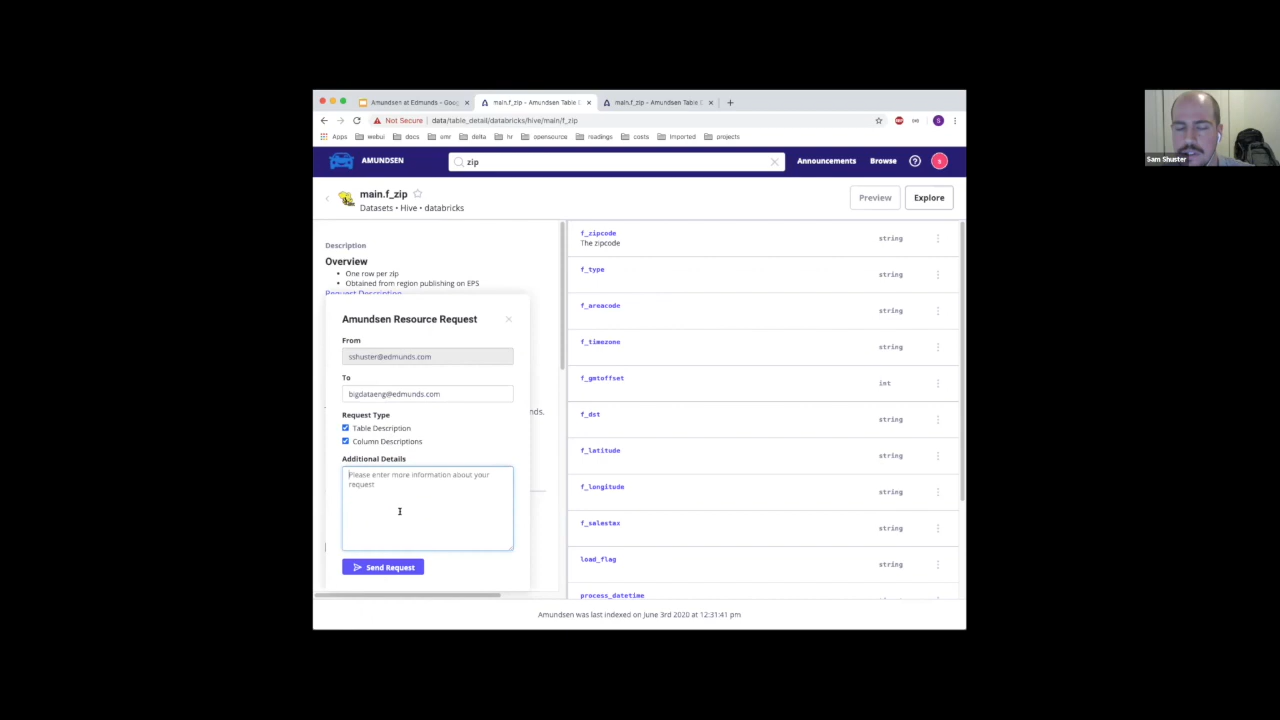 Amundsen at Edmunds - Goog
main.f_zip - Amundsen Table D
main.f_zip - Amundsen Table D
Not Secure
data/table_detail/databricks/hive/main/f_zip
S
Apps
webui
docs
emr
delta
hr
opensource
readings
costs
Imported
projects
AMUNDSEN
zip
Announcements
Browse
main.f_zip
Datasets • Hive • databricks
Preview
Explore
Description
Overview
• One row per zip
• Obtained from region publishing on EPS
Request Description
Amundsen Resource Request
From
sshuster@edmunds.com
To
bigdataeng@edmunds.com
Request Type
Table Description
Column Descriptions
Additional Details
Please enter more information about your
request
Send Request
nds.
f_zipcode
The zipcode
string
f_type
string
f_areacode
string
f_timezone
string
f_gmtoffset
int
f_dst
string
f_latitude
string
f_longitude
string
f_salestax
string
load_flag
string
process_datetime
Amundsen was last indexed on June 3rd 2020 at 12:31:41 pm
Sam Shuster